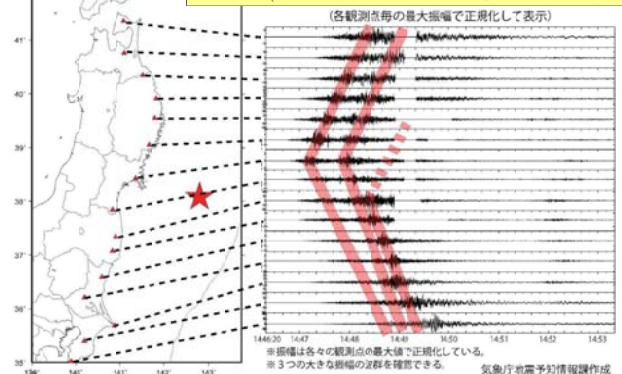 (各観測点毎の最大振幅で正規化して表示)
41°
40°
39°
38°
37°
36°
35°
140°
141°
142°
143°
14:46:20 14:47 14:48 14:49 14:50 14:51 14:52 14:53
※振幅は各々の観測点の最大値で正規化している。
※3つの大きな振幅の波群を確認できる。
気象庁地震予知情報課作成